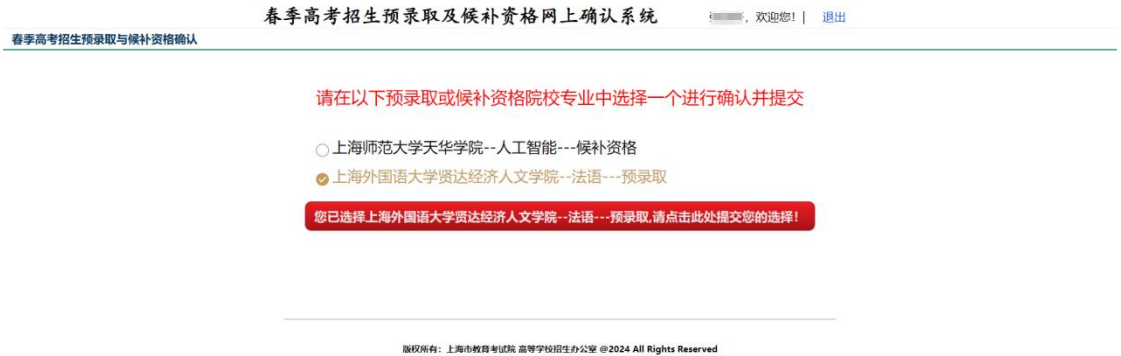 春季高考招生预录取及候补资格网上确认系统
，欢迎您！| 退出
春季高考招生预录取与候补资格确认
请在以下预录取或候补资格院校专业中选择一个进行确认并提交
上海师范大学天华学院--人工智能---候补资格
上海外国语大学贤达经济人文学院--法语---预录取
您已选择上海外国语大学贤达经济人文学院--法语---预录取,请点击此处提交您的选择！
版权所有：上海市教育考试院 高等学校招生办公室 @2024 All Rights Reserved